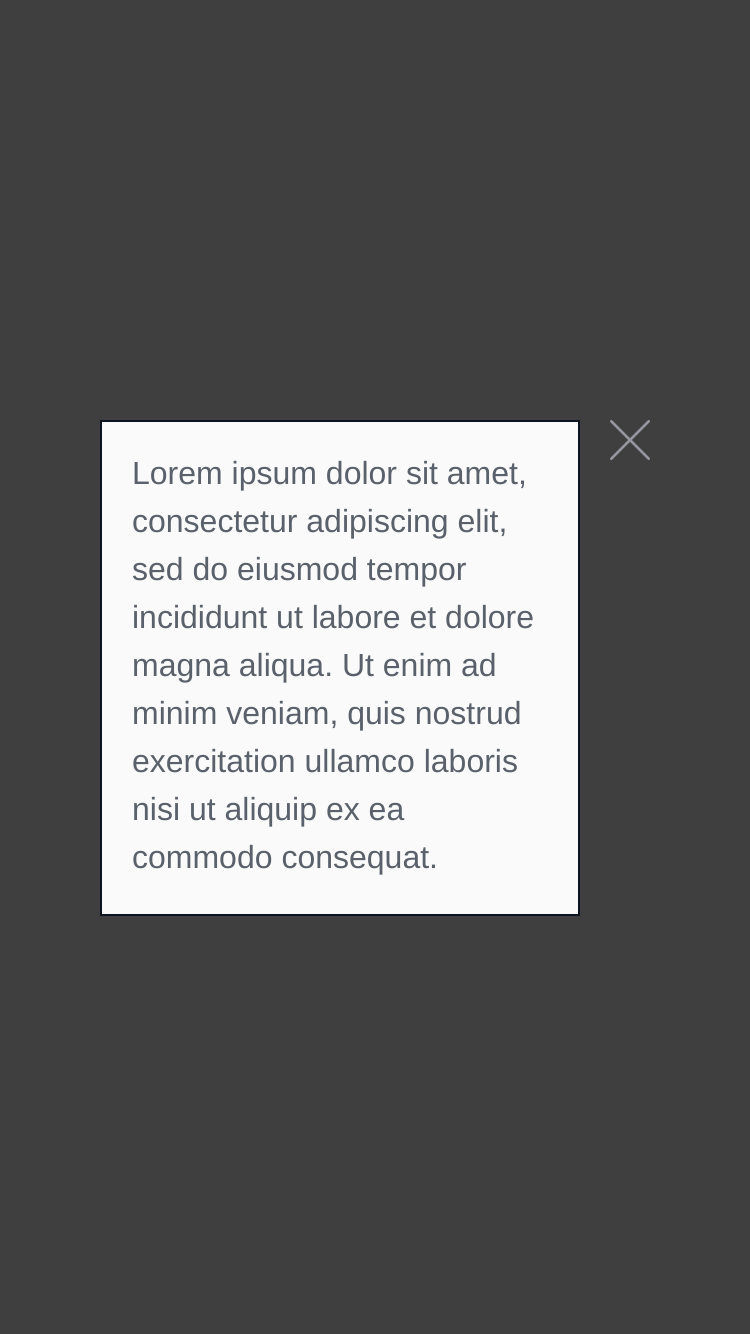 Lorem ipsum dolor sit amet,
consectetur adipiscing elit,
sed do eiusmod tempor
incididunt ut labore et dolore
magna aliqua. Ut enim ad
minim veniam, quis nostrud
exercitation ullamco laboris
nisi ut aliquip ex ea
commodo consequat.